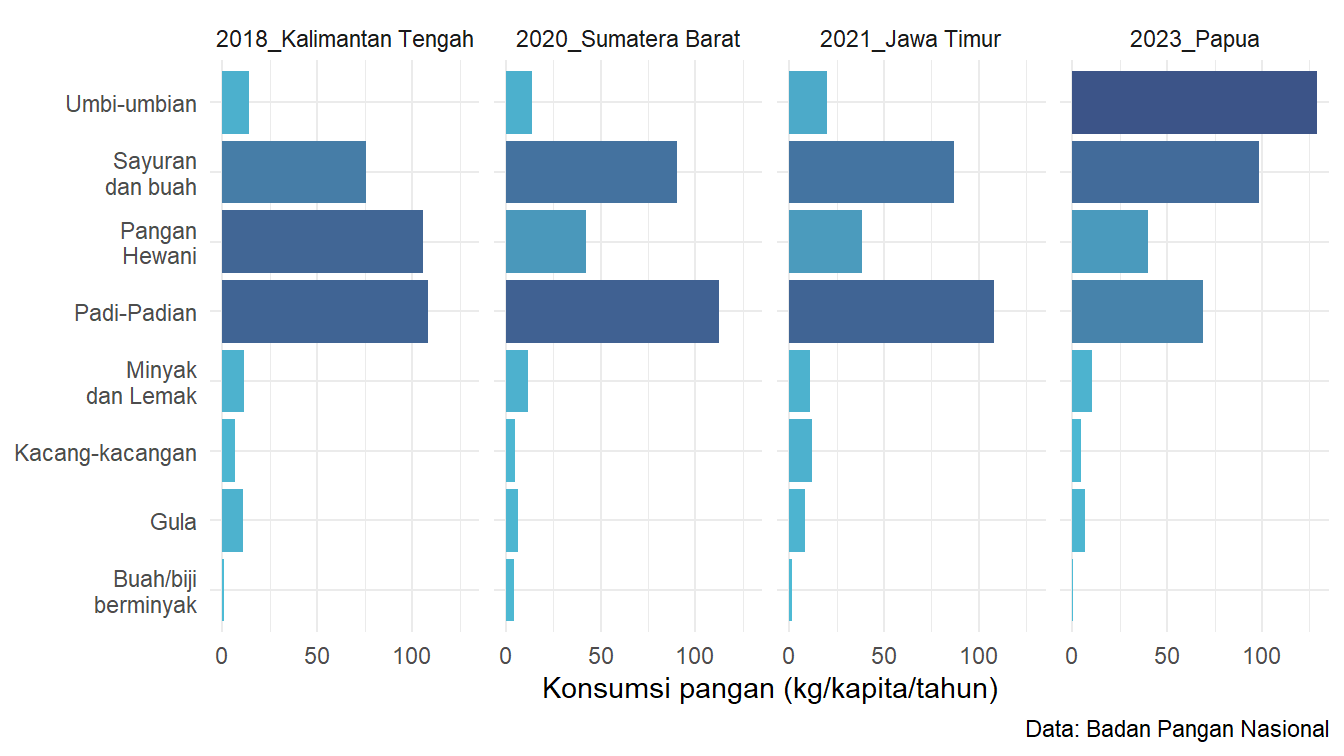 2018_Kalimantan Tengah 2020_Sumatera Barat 2021_Jawa Timur 2023_Papua
Umbi-umbian
Sayuran
dan buah
Pangan
Hewani
Padi-Padian
Minyak
dan Lemak
Kacang-kacangan
Gula
Buah/biji
berminyak
0 50 100 0 50 100 0 50 100 0 50 100
Konsumsi pangan (kg/kapita/tahun)
Data: Badan Pangan Nasional